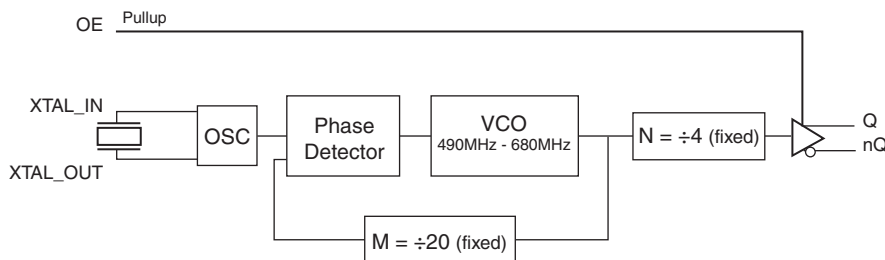 OE Pullup
XTAL_IN
XTAL_OUT
OSC
Phase
Detector
VCO
490MHz - 680MHz
N = ÷4 (fixed)
Q
nQ
M = ÷20 (fixed)